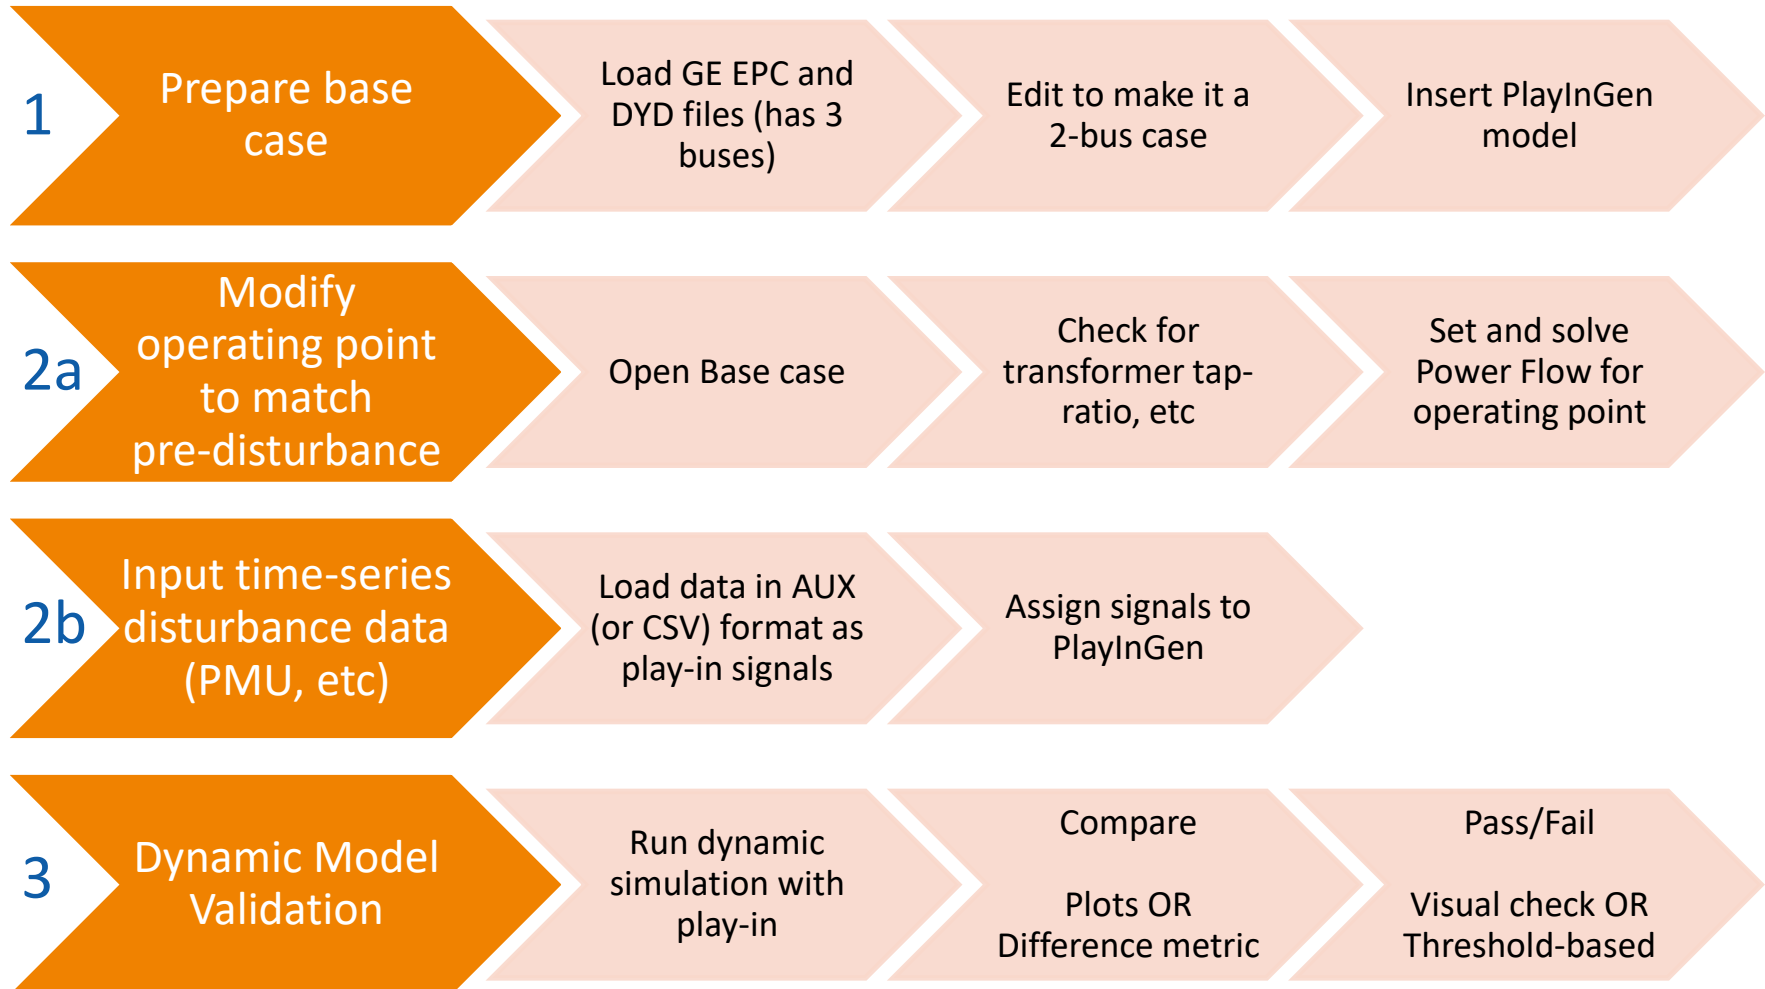 1
Prepare base
case
Load GE EPC and
DYD files (has 3
buses)
Edit to make it a
2-bus case
Insert PlayInGen
model
2a
Modify
operating point
to match
pre-disturbance
Open Base case
Check for
transformer tap-
ratio, etc
Set and solve
Power Flow for
operating point
2b
Input time-series
disturbance data
(PMU, etc)
Load data in AUX
(or CSV) format as
play-in signals
Assign signals to
PlayInGen
3
Dynamic Model
Validation
Run dynamic
simulation with
play-in
Compare
Plots OR
Difference metric
Pass/Fail
Visual check OR
Threshold-based